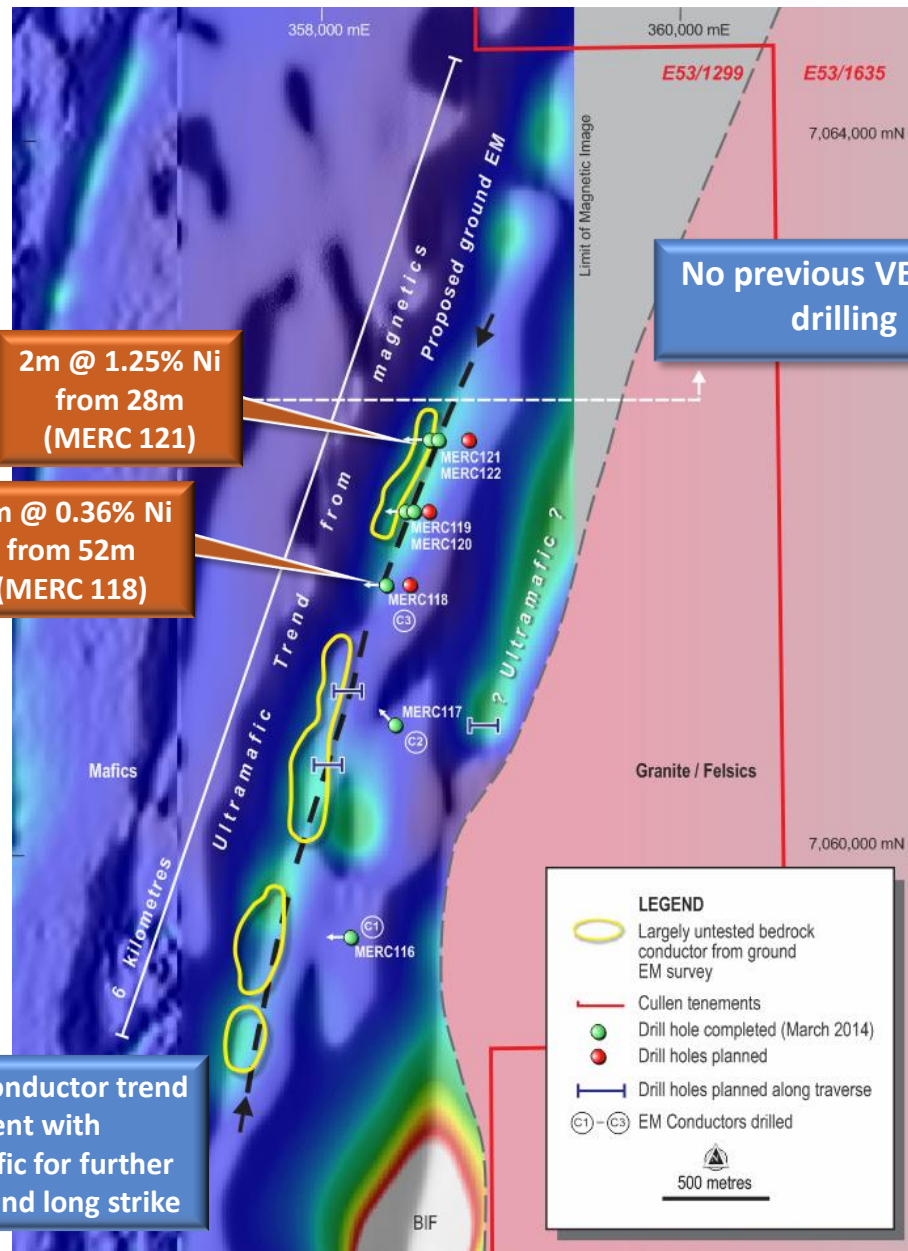 358,000 mE
360,000 mE
E53/1299
E53/1635
7,064,000 mN
Limit of Magnetic Image
Proposed ground EM
Ultramafic Trend from magnetics
6 kilometres
No previous
drilling
2m @ 1.25% Ni
from 28m
(MERC 121)
MERC121
MERC122
@ 0.36% Ni
from 52m
(MERC 118)
MERC119
MERC120
MERC118
C3
? Ultramafic ?
MERC117
C2
Mafics
Granite / Felsics
7,060,000 mN
C1
MERC116
LEGEND
Largely untested bedrock
conductor from ground
EM survey
Cullen tenements
Drill hole completed (March 2014)
Drill holes planned
Drill holes planned along traverse
C1 – C3 EM Conductors drilled
N
500 metres
trend
with
for further
long strike
BIF